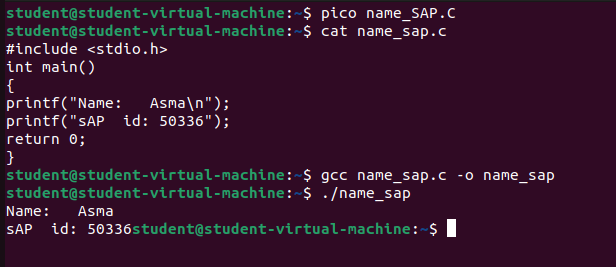 student@student-virtual-machine:~$ pico name_SAP.C
student@student-virtual-machine:~$ cat name_sap.c
#include <stdio.h>
int main()
{
printf("Name:   Asma\n");
printf("sAP  id: 50336");
return 0;
}
student@student-virtual-machine:~$ gcc name_sap.c -o name_sap
student@student-virtual-machine:~$ ./name_sap
Name:   Asma
sAP  id: 50336student@student-virtual-machine:~$